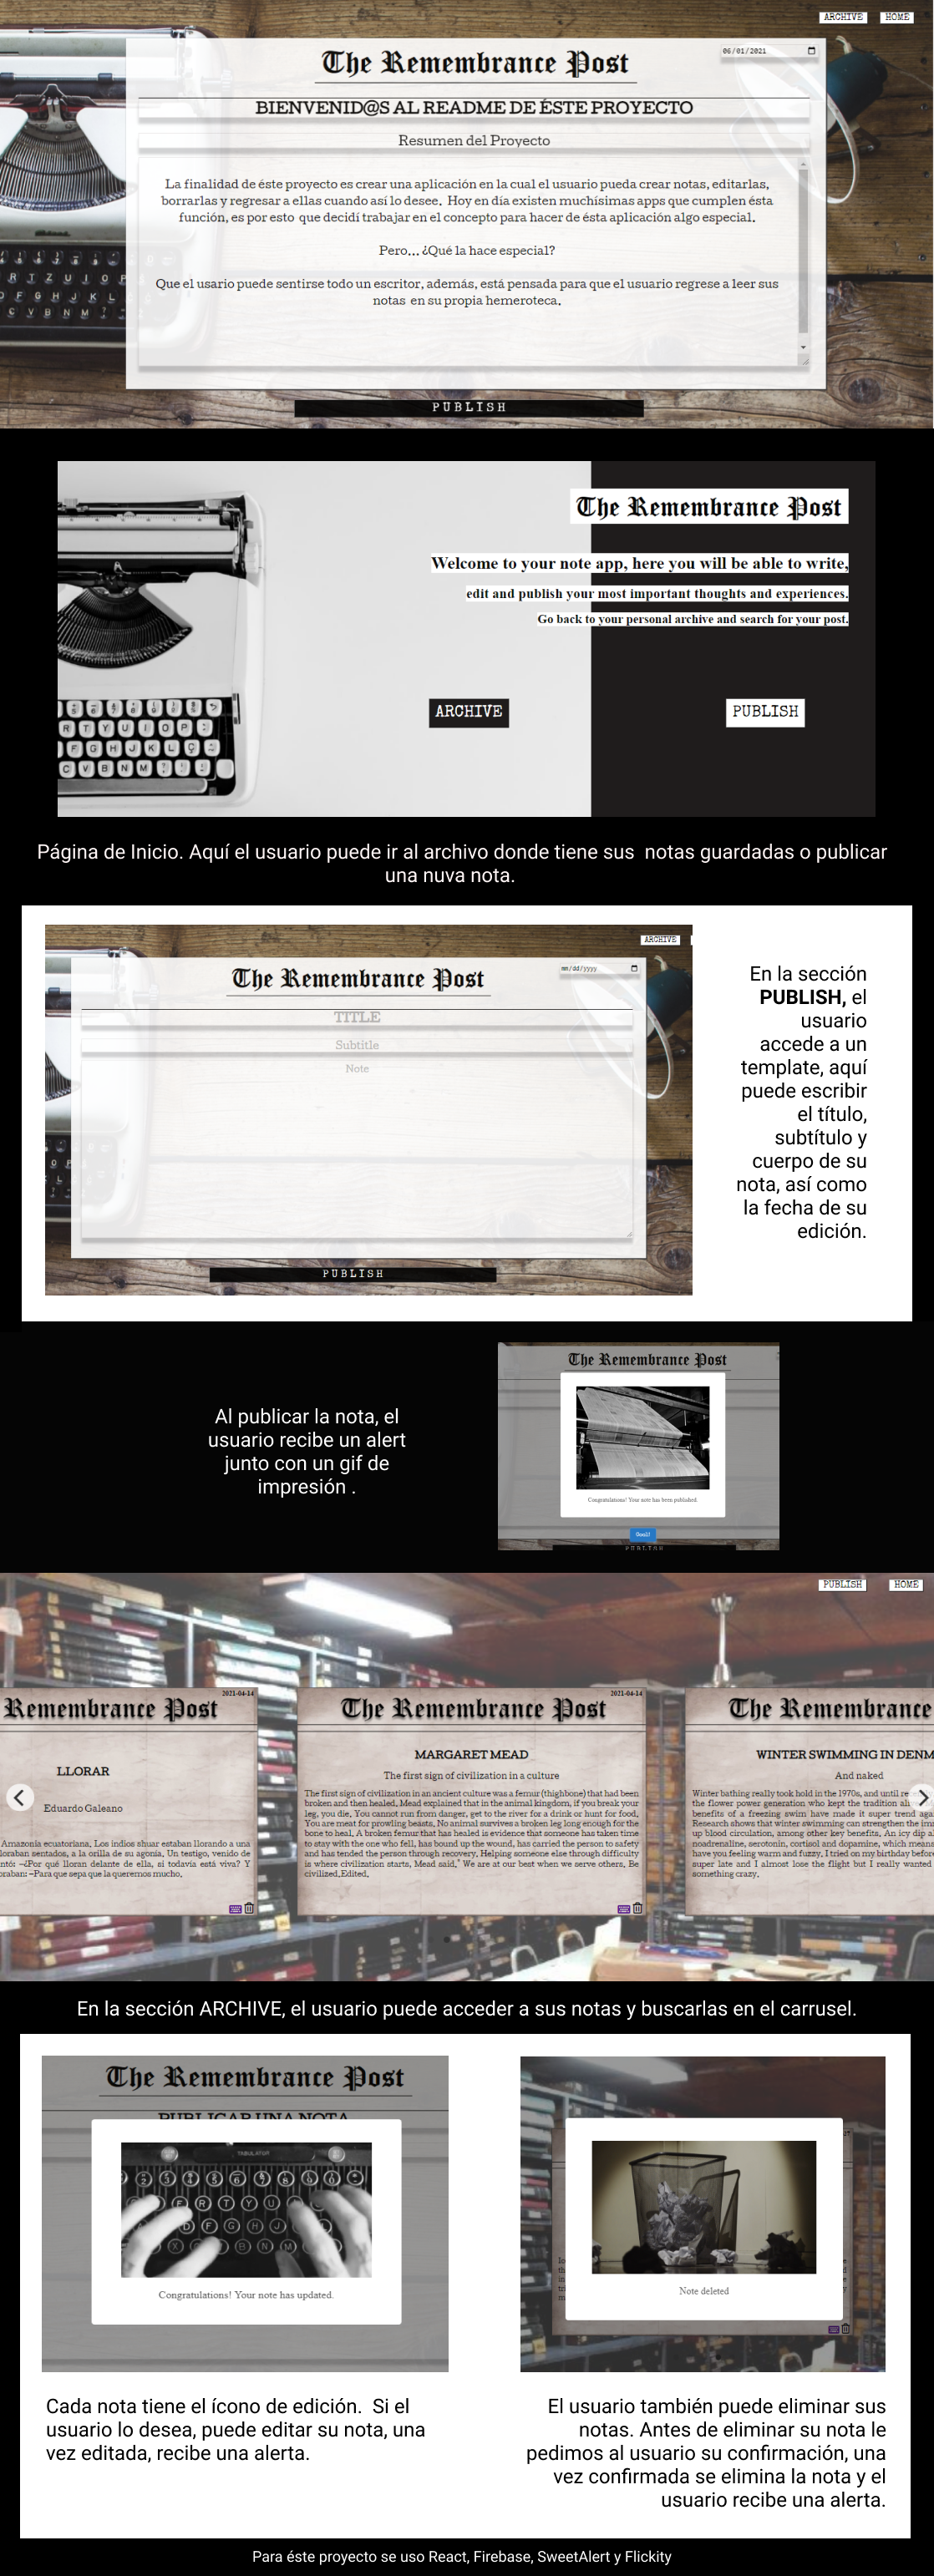 ARCHIVE HOME
The Remembrance Post
06/01/2021
BIENVENID@S AL README DE ÉSTE PROYECTO
Resumen del Proyecto
La finalidad de éste proyecto es crear una aplicación en la cual el usuario pueda crear notas, editarlas,
borrarlas y regresar a ellas cuando así lo desee. Hoy en día existen muchísimas apps que cumplen ésta
función, es por esto que decidí trabajar en el concepto para hacer de ésta aplicación algo especial.
Pero... ¿Qué la hace especial?
Que el usario puede sentirse todo un escritor, además, está pensada para que el usuario regrese a leer sus
notas en su propia hemeroteca.
PUBLISH
The Remembrance Post
Welcome to your note app, here you will be able to write,
edit and publish your most important thoughts and experiences.
Go back to your personal archive and search for your post.
ARCHIVE PUBLISH
Página de Inicio. Aquí el usuario puede ir al archivo donde tiene sus notas guardadas o publicar
una nuva nota.
ARCHIVE
The Remembrance Post
mm/dd/yyyy
TITLE
Subtitle
Note
PUBLISH
En la sección
PUBLISH, el
usuario
accede a un
template, aquí
puede escribir
el título,
subtítulo y
cuerpo de su
nota, así como
la fecha de su
edición.
Al publicar la nota, el
usuario recibe un alert
junto con un gif de
impresión .
The Remembrance Post
Congratulations! Your note has been published.
Cool!
PUBLISH
PUBLISH HOME
2021-04-14
Remembrance Post
LLORAR
Eduardo Galeano
Amazonia ecuatoriana, Los indios shuar estaban llorando a una
loraban sentados, a la orilla de su agonía. Un testigo, venido de
ntó: –¿Por qué lloran delante de ella, si todavía está viva? Y
oraban: –Para que sepa que la queremos mucho.
2021-04-14
The Remembrance Post
MARGARET MEAD
The first sign of civilization in a culture
The first sign of civilization in an ancient culture was a femur (thighbone) that had been
broken and then healed. Mead explained that in the animal kingdom, if you break your
leg, you die. You cannot run from danger, get to the river for a drink or hunt for food.
You are meat for prowling beasts. No animal survives a broken leg long enough for the
bone to heal. A broken femur that has healed is evidence that someone has taken time
to stay with the one who fell, has bound up the wound, has carried the person to safety
and has tended the person through recovery. Helping someone else through difficulty
is where civilization starts, Mead said." We are at our best when we serve others. Be
civilized.Edited.
The Remembrance
WINTER SWIMMING IN DENM
And naked
Winter bathing really took hold in the 1970s, and until re
the flower power generation who kept the tradition ali
benefits of a freezing swim have made it super trend aga
Research shows that winter swimming can strengthen the im
up blood circulation, among other key benefits. An icy dip al
noadrenaline, serotonin, cortisol and dopamine, which means
have you feeling warm and fuzzy. I tried on my birthday before
super late and I almost lose the flight but I really wanted
something crazy.
En la sección ARCHIVE, el usuario puede acceder a sus notas y buscarlas en el carrusel.
The Remembrance Post
PUBLICAR UNA NOTA
TABULATOR
Congratulations! Your note has updated.
Note deleted
Cada nota tiene el ícono de edición. Si el
usuario lo desea, puede editar su nota, una
vez editada, recibe una alerta.
El usuario también puede eliminar sus
notas. Antes de eliminar su nota le
pedimos al usuario su confirmación, una
vez confirmada se elimina la nota y el
usuario recibe una alerta.
Para éste proyecto se uso React, Firebase, SweetAlert y Flickity